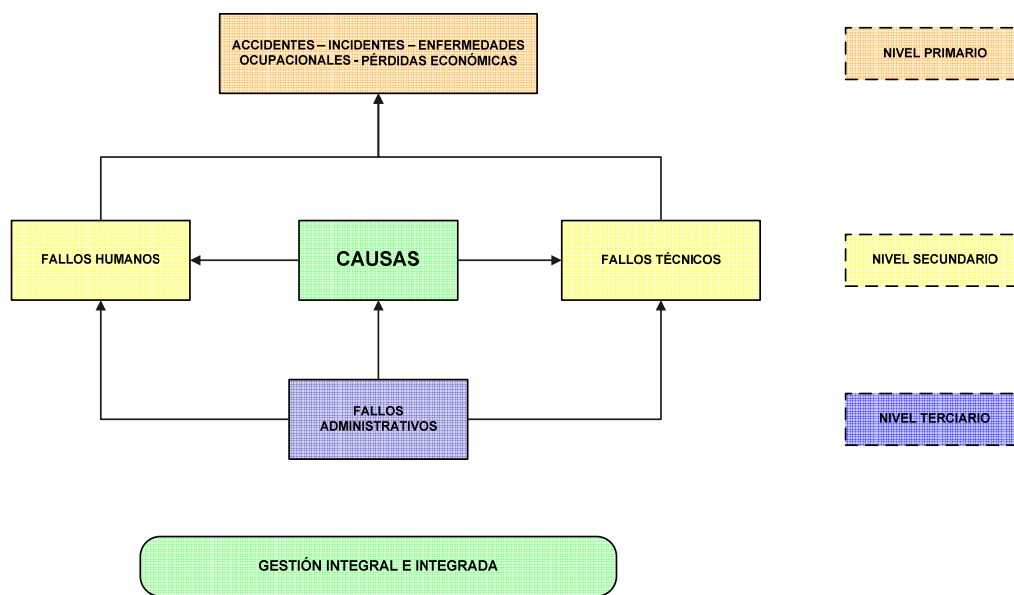 ACCIDENTES – INCIDENTES – ENFERMEDADES
OCUPACIONALES - PÉRDIDAS ECONÓMICAS
NIVEL PRIMARIO
FALLOS HUMANOS
CAUSAS
FALLOS TÉCNICOS
NIVEL SECUNDARIO
FALLOS
ADMINISTRATIVOS
NIVEL TERCIARIO
GESTIÓN INTEGRAL E INTEGRADA